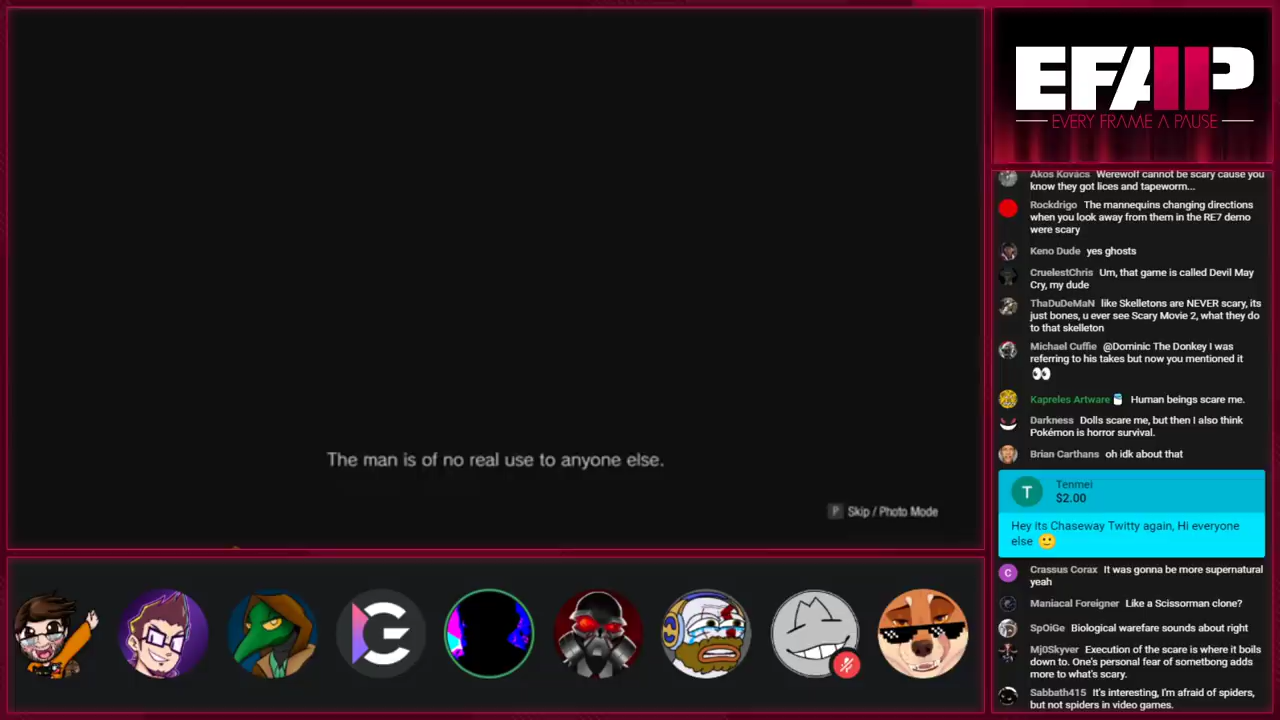 The man is of no real use to anyone else.
P Skip / Photo Mode
EFAP
EVERY FRAME A PAUSE
Akos Kovács Werewolf cannot be scary cause you
know they got lices and tapeworm...
Rockdrigo The mannequins changing directions
when you look away from them in the RE7 demo
were scary
Keno Dude yes ghosts
CruelestChris Um, that game is called Devil May
Cry, my dude
ThaDuDeMaN like Skelletons are NEVER scary, its
just bones, u ever see Scary Movie 2, what they do
to that skelleton
Michael Cuffie @Dominic The Donkey I was
referring to his takes but now you mentioned it
👀
Kapreles Artware Human beings scare me.
Darkness Dolls scare me, but then I also think
Pokémon is horror survival.
Brian Carthans oh idk about that
T
Tenmei
$2.00
Hey its Chaseway Twitty again, Hi everyone
else 🙂
C
Crassus Corax It was gonna be more supernatural
yeah
Maniacal Foreigner Like a Scissorman clone?
SpOiGe Biological warefare sounds about right
Mj0Skyver Execution of the scare is where it boils
down to. One's personal fear of sometbong adds
more to what's scary.
Sabbath415 It's interesting, I'm afraid of spiders,
but not spiders in video games.